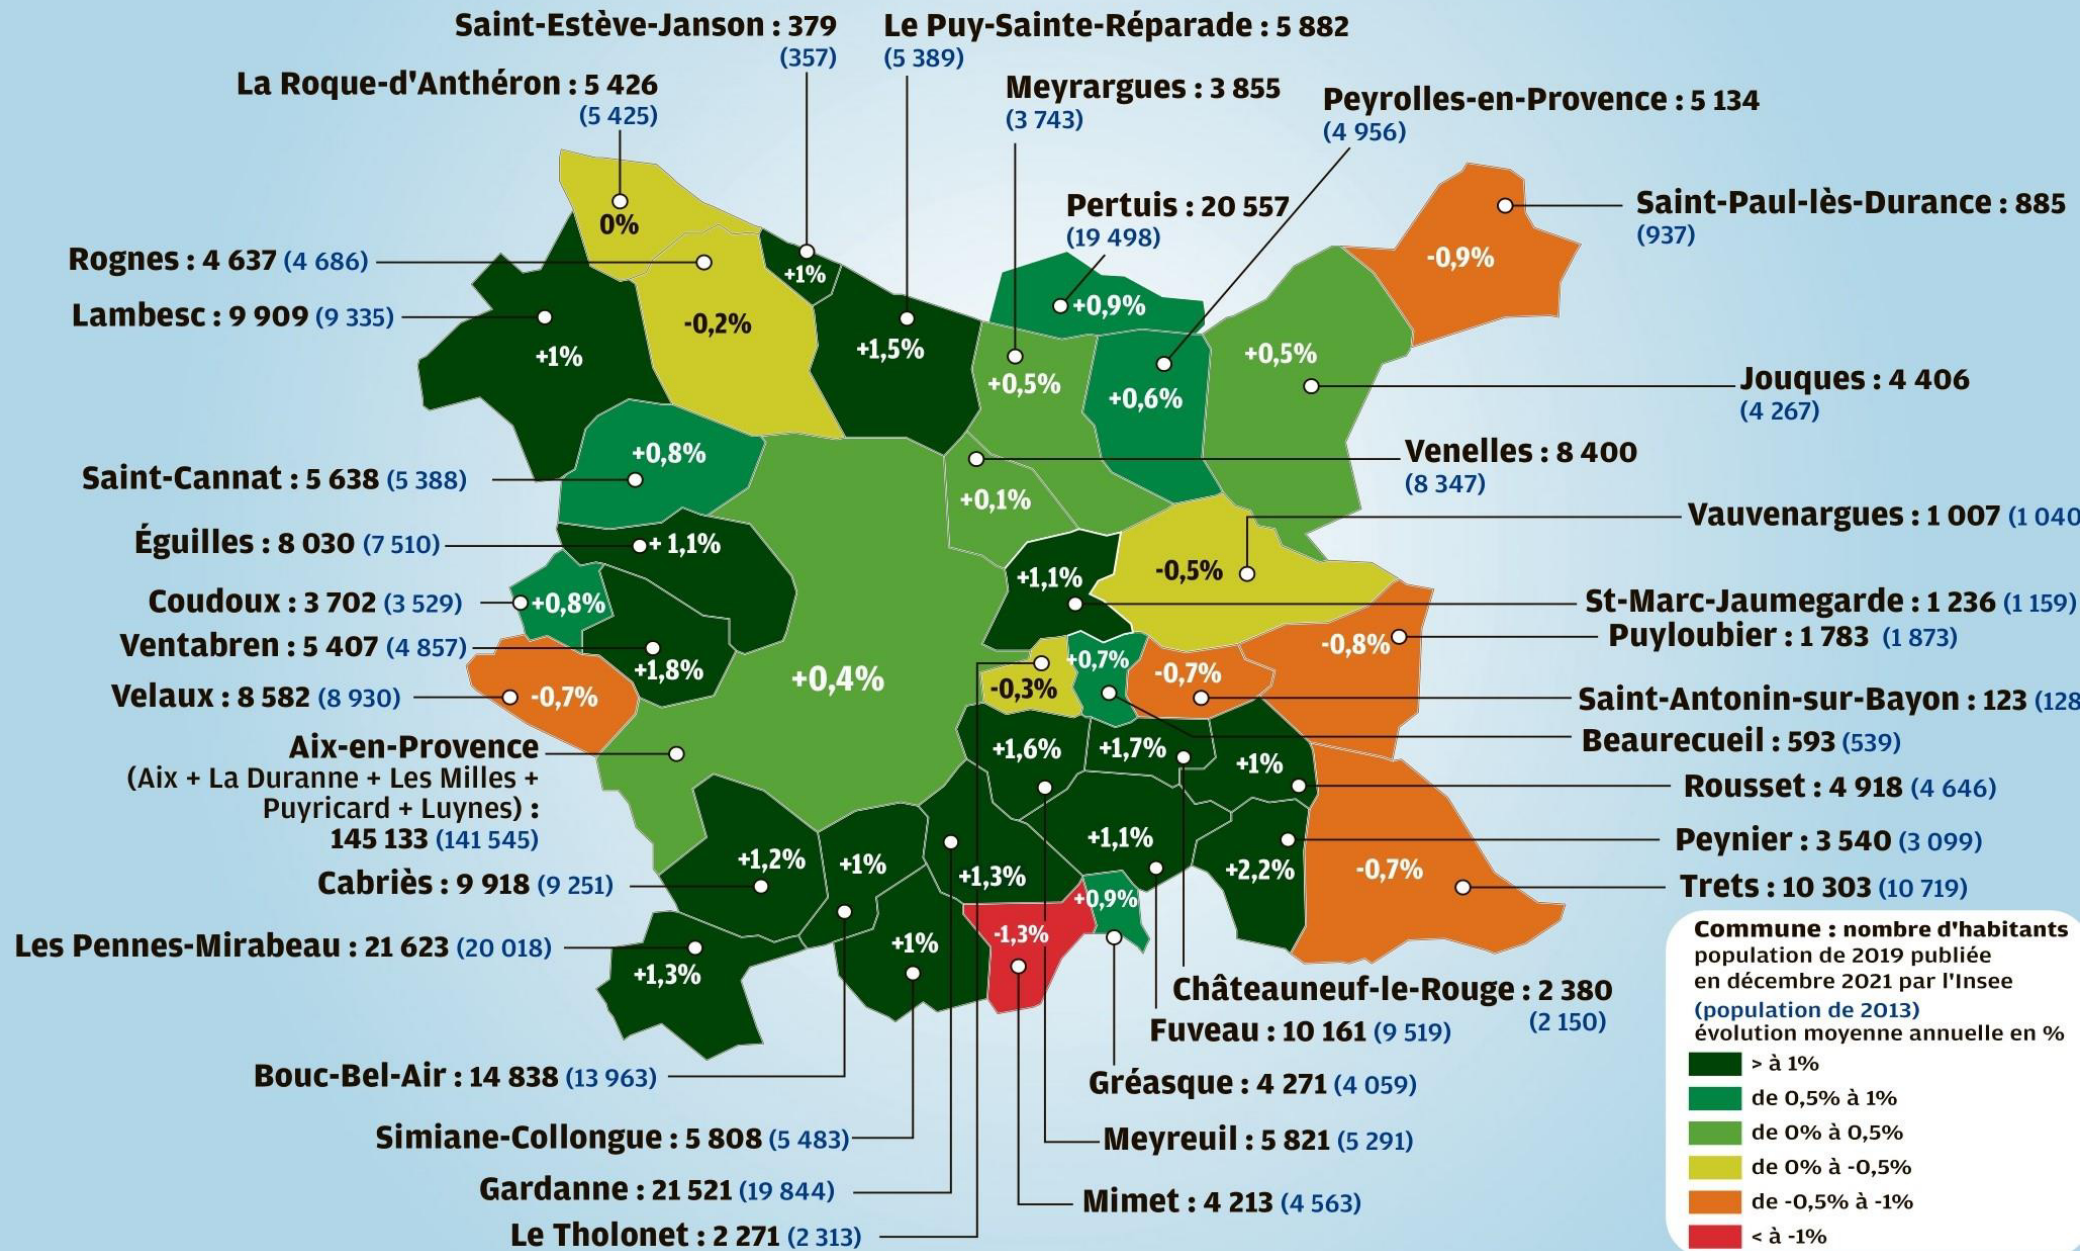 Saint-Estève-Janson : 379
(357)
Le Puy-Sainte-Réparade : 5 882
(5 389)
La Roque-d'Anthéron : 5 426
(5 425)
Meyrargues : 3 855
(3 743)
Peyrolles-en-Provence : 5 134
(4 956)
Pertuis : 20 557
(19 498)
Saint-Paul-lès-Durance : 885
(937)
Rognes : 4 637 (4 686)
Lambesc : 9 909 (9 335)
Jouques : 4 406
(4 267)
Venelles : 8 400
(8 347)
Saint-Cannat : 5 638 (5 388)
Vauvenargues : 1 007 (1 040
Éguilles : 8 030 (7 510)
Coudoux : 3 702 (3 529)
St-Marc-Jaumegarde : 1 236 (1 159)
Ventabren : 5 407 (4 857)
Puyloubier : 1 783 (1 873)
Velaux : 8 582 (8 930)
Saint-Antonin-sur-Bayon : 123 (128
Beaurecueil : 593 (539)
Aix-en-Provence
(Aix + La Duranne + Les Milles +
Puyricard + Luynes) :
145 133 (141 545)
Rousset : 4 918 (4 646)
Peynier : 3 540 (3 099)
Cabriès : 9 918 (9 251)
Trets : 10 303 (10 719)
Les Pennes-Mirabeau : 21 623 (20 018)
Châteauneuf-le-Rouge : 2 380
(2 150)
Fuveau : 10 161 (9 519)
Bouc-Bel-Air : 14 838 (13 963)
Gréasque : 4 271 (4 059)
Simiane-Collongue : 5 808 (5 483)
Meyreuil : 5 821 (5 291)
Gardanne : 21 521 (19 844)
Mimet : 4 213 (4 563)
Le Tholonet : 2 271 (2 313)
0%
+1%
-0,9%
+0,9%
-0,2%
+1%
+1,5%
+0,5%
+0,6%
+0,5%
+0,8%
+0,1%
+ 1,1%
+1,1%
-0,5%
+0,8%
+1,8%
-0,7%
+0,4%
-0,3%
+0,7%
-0,7%
-0,8%
+1,6%
+1,7%
+1%
+1,2%
+1%
+1,3%
+1,1%
+2,2%
-0,7%
+0,9%
-1,3%
+1%
+1,3%
Commune : nombre d'habitants
population de 2019 publiée
en décembre 2021 par l'Insee
(population de 2013)
évolution moyenne annuelle en %
> à 1%
de 0,5% à 1%
de 0% à 0,5%
de 0% à -0,5%
de -0,5% à -1%
< à -1%